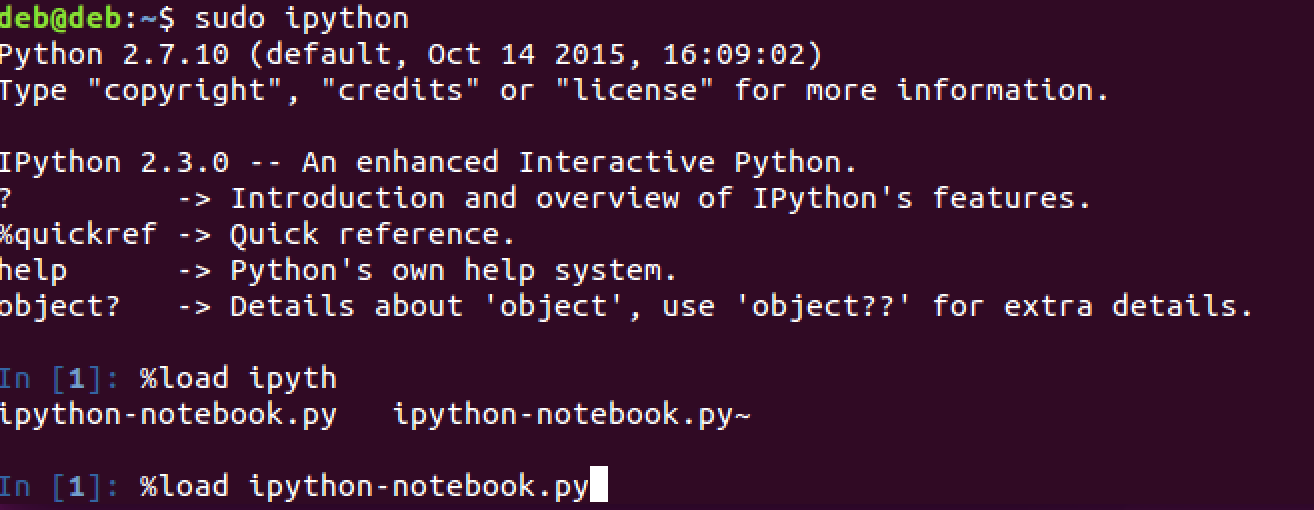 deb@deb:~$ sudo ipython
Python 2.7.10 (default, Oct 14 2015, 16:09:02)
Type "copyright", "credits" or "license" for more information.
IPython 2.3.0 -- An enhanced Interactive Python.
?         -> Introduction and overview of IPython's features.
%quickref -> Quick reference.
help      -> Python's own help system.
object?   -> Details about 'object', use 'object??' for extra details.
In [1]: %load ipyth
ipython-notebook.py   ipython-notebook.py~
In [1]: %load ipython-notebook.py